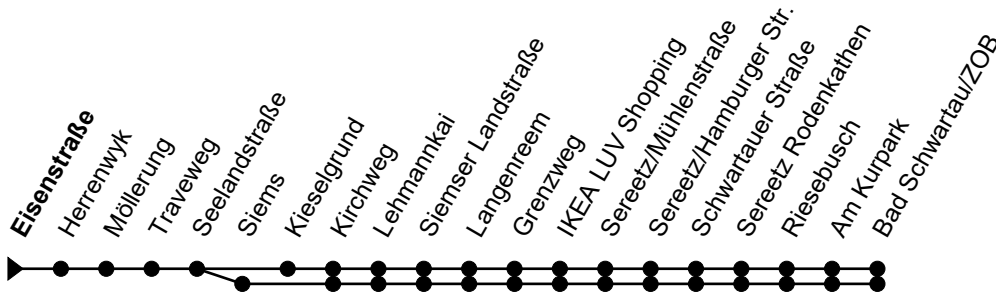 Eisenstraße
Herrenwyk
Möllerung
Traveweg
Seelandstraße
Siems
Kieselgrund
Kirchweg
Lehmannkai
Siemser Landstraße
Langenreem
Grenzweg
IKEA LUV Shopping
Sereetz/Mühlenstraße
Sereetz/Hamburger Str.
Schwartauer Straße
Sereetz Rodenkathen
Riesebusch
Am Kurpark
Bad Schwartau/ZOB